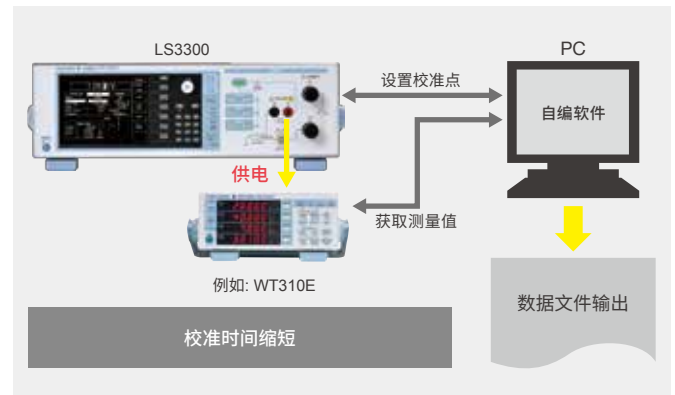 LS3300
PC
设置校准点
自编软件
供电
获取测量值
例如: WT310E
数据文件输出
校准时间缩短